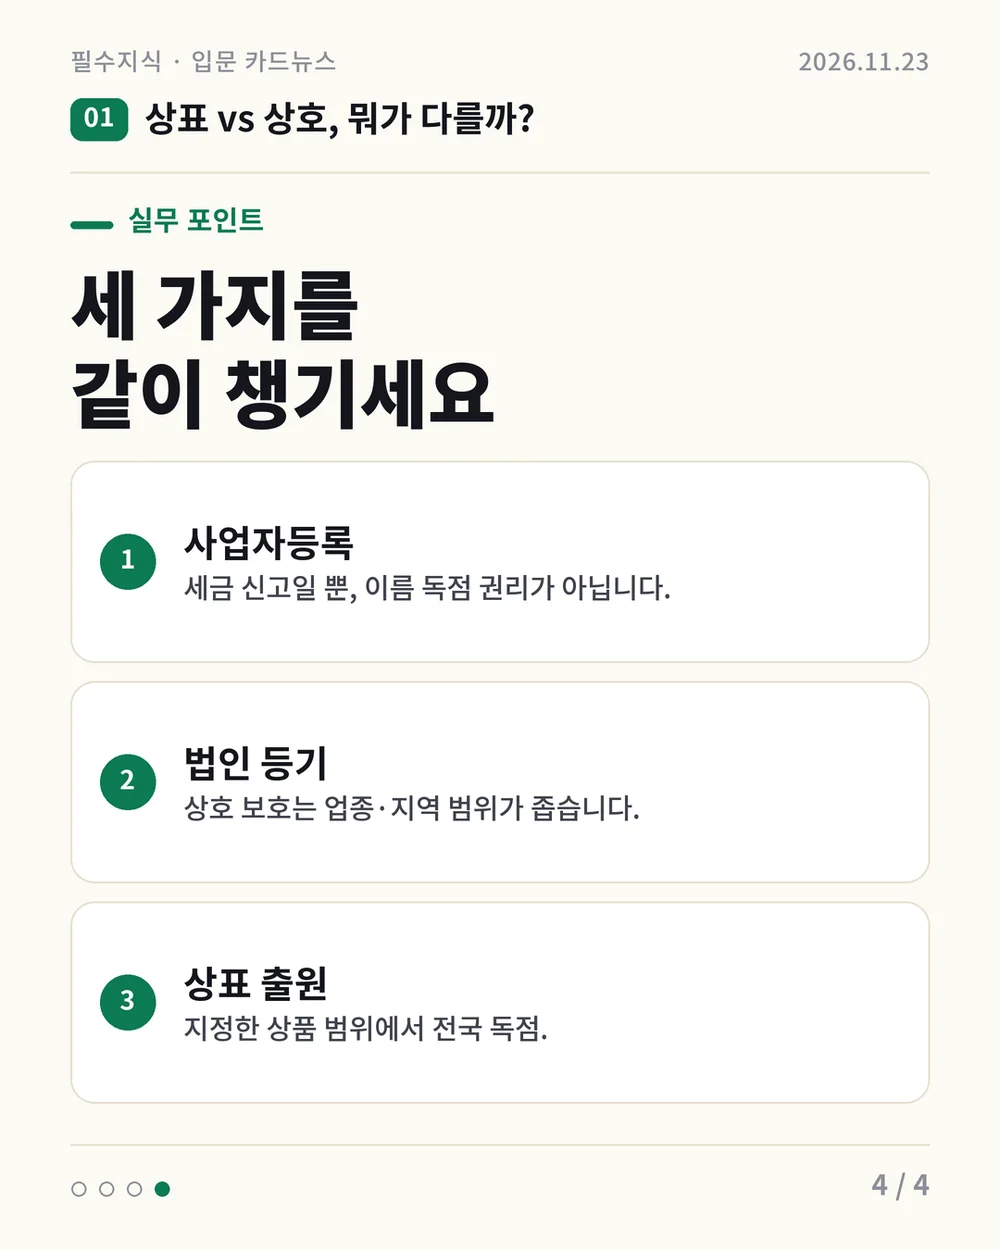 필수지식 · 입문 카드뉴스
2026.11.23
01 상표 vs 상호, 뭐가 다를까?
실무 포인트
세 가지를
같이 챙기세요
1
사업자등록
세금 신고일 뿐, 이름 독점 권리가 아닙니다.
2
법인 등기
상호 보호는 업종·지역 범위가 좁습니다.
3
상표 출원
지정한 상품 범위에서 전국 독점.
4 / 4